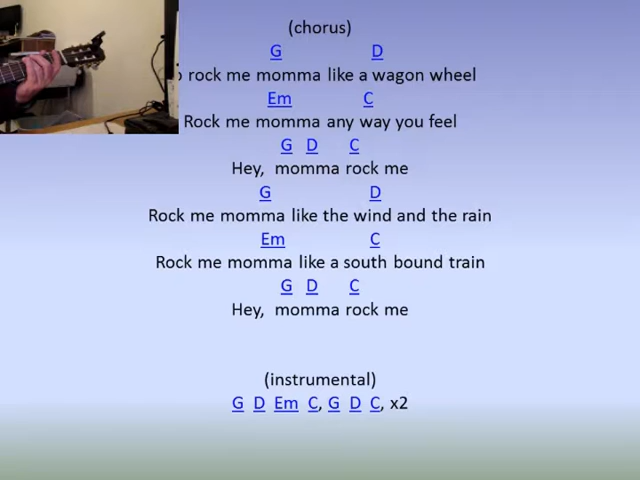 (chorus)
G D
rock me momma like a wagon wheel
Em C
Rock me momma any way you feel
G D C
Hey, momma rock me
G D
Rock me momma like the wind and the rain
Em C
Rock me momma like a south bound train
G D C
Hey, momma rock me
(instrumental)
G D Em C, G D C, x2